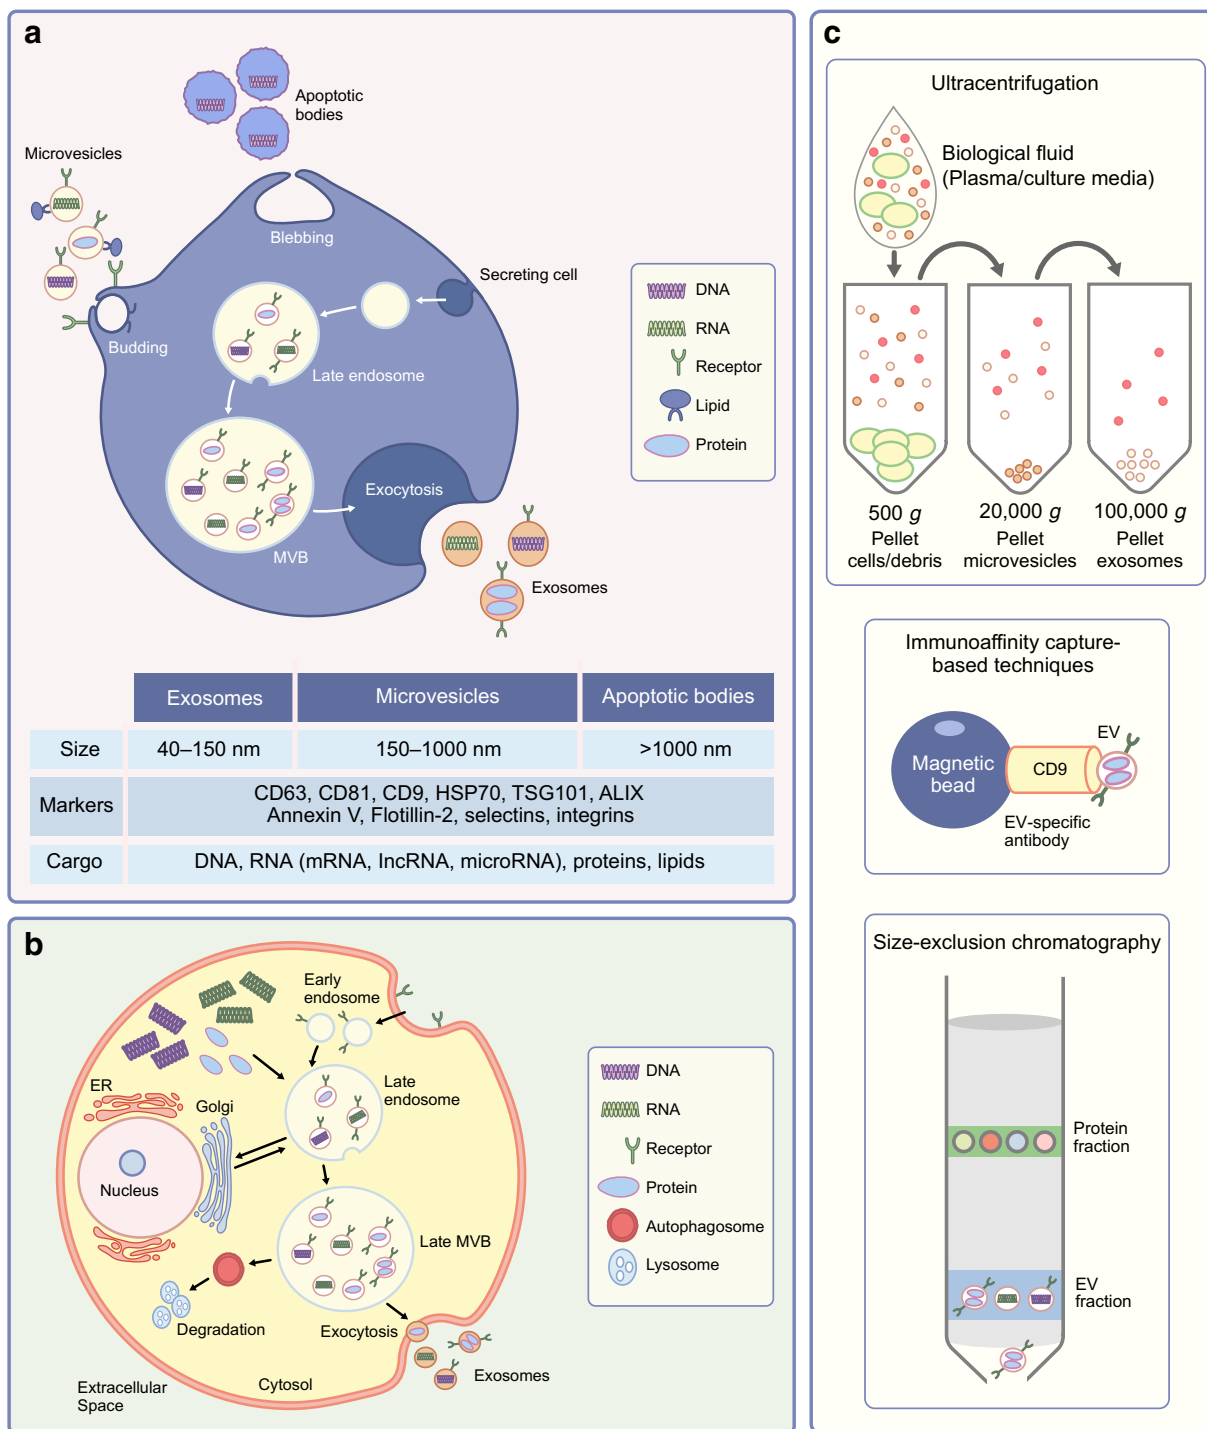 a
Apoptotic
bodies
Microvesicles
Blebbing
Secreting cell
Budding
Late endosome
Exocytosis
MVB
Exosomes
DNA
RNA
Receptor
Lipid
Protein
Exosomes Microvesicles Apoptotic bodies
Size 40–150 nm 150–1000 nm >1000 nm
Markers CD63, CD81, CD9, HSP70, TSG101, ALIX
Annexin V, Flotillin-2, selectins, integrins
Cargo DNA, RNA (mRNA, lncRNA, microRNA), proteins, lipids
b
Early
endosome
Late
endosome
ER
Golgi
Nucleus
Late MVB
Degradation
Exocytosis
Exosomes
Cytosol
Extracellular
Space
DNA
RNA
Receptor
Protein
Autophagosome
Lysosome
c
Ultracentrifugation
Biological fluid
(Plasma/culture media)
500 g 20,000 g 100,000 g
Pellet Pellet Pellet
cells/debris microvesicles exosomes
Immunoaffinity capture-
based techniques
EV
Magnetic
bead
CD9
EV-specific
antibody
Size-exclusion chromatography
Protein
fraction
EV
fraction